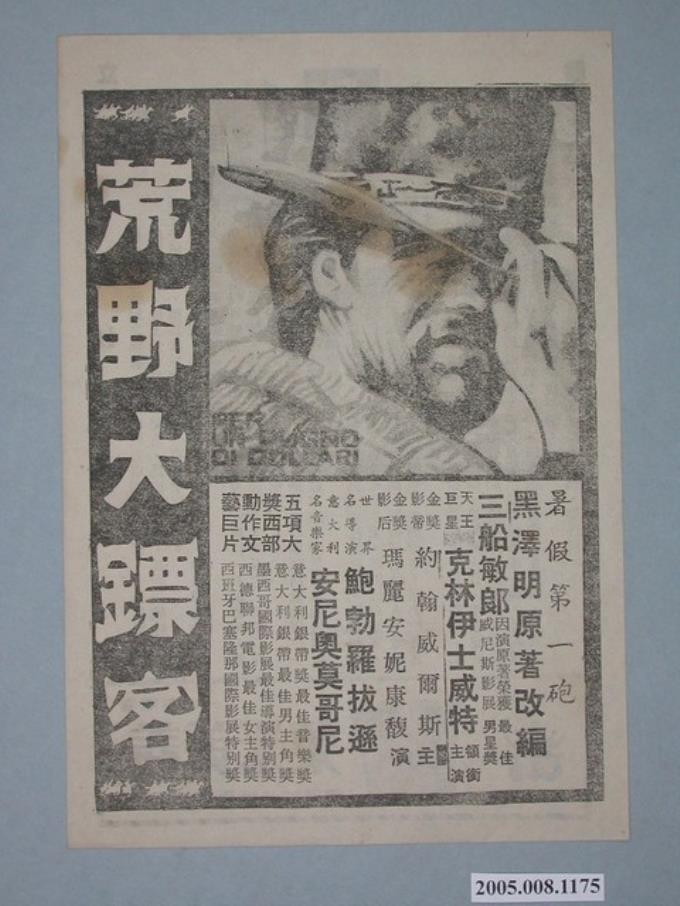 荒野大鏢客
PER
UN PUGNO
DI DOLLARI
暑假第一砲
黑澤明原著改編
三船敏郎因演原著榮獲威尼斯影展最佳男星獎
天王巨星克林伊士威特領銜主演
金獎影帝約翰威爾斯主
金獎影后瑪麗安妮康馥演
世界名導演鮑勃羅拔遜
意大利名音樂家安尼奧莫哥尼
五項大獎西部動作文藝巨片
意大利銀帶獎最佳音樂獎
意大利銀帶最佳男主角獎
墨西哥國際影展最佳導演特別獎
西德聯邦電影最佳女主角獎
西班牙巴塞隆那國際影展特別獎
2005.008.1175